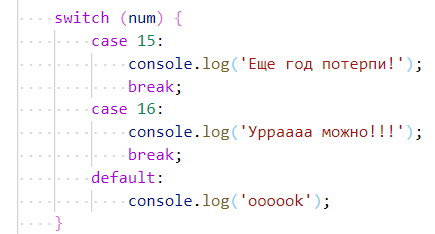 switch (num) {
case 15:
console.log('Еще год потерпи!');
break;
case 16:
console.log('Урраааа можно!!!');
break;
default:
console.log('oooook');
}